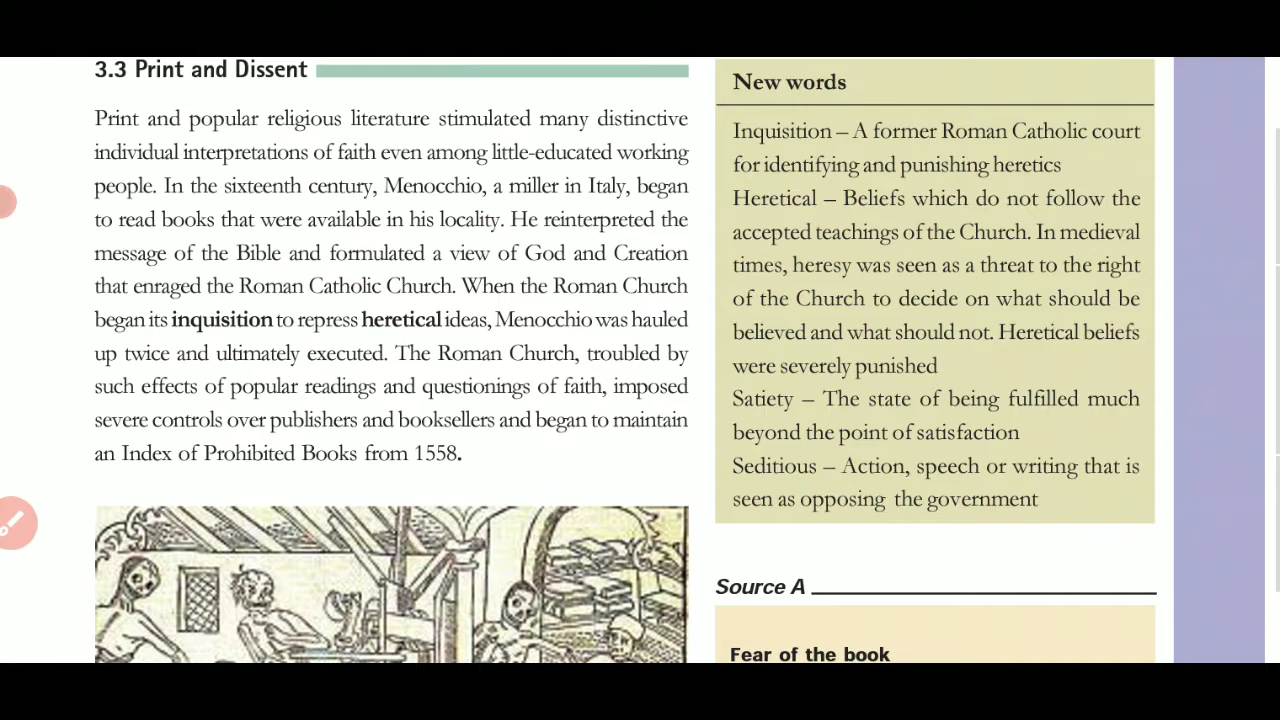 3.3 Print and Dissent
Print and popular religious literature stimulated many distinctive
individual interpretations of faith even among little-educated working
people. In the sixteenth century, Menocchio, a miller in Italy, began
to read books that were available in his locality. He reinterpreted the
message of the Bible and formulated a view of God and Creation
that enraged the Roman Catholic Church. When the Roman Church
began its inquisition to repress heretical ideas, Menocchio was hauled
up twice and ultimately executed. The Roman Church, troubled by
such effects of popular readings and questionings of faith, imposed
severe controls over publishers and booksellers and began to maintain
an Index of Prohibited Books from 1558.
New words
Inquisition – A former Roman Catholic court
for identifying and punishing heretics
Heretical – Beliefs which do not follow the
accepted teachings of the Church. In medieval
times, heresy was seen as a threat to the right
of the Church to decide on what should be
believed and what should not. Heretical beliefs
were severely punished
Satiety – The state of being fulfilled much
beyond the point of satisfaction
Seditious – Action, speech or writing that is
seen as opposing the government
Source A
Fear of the book